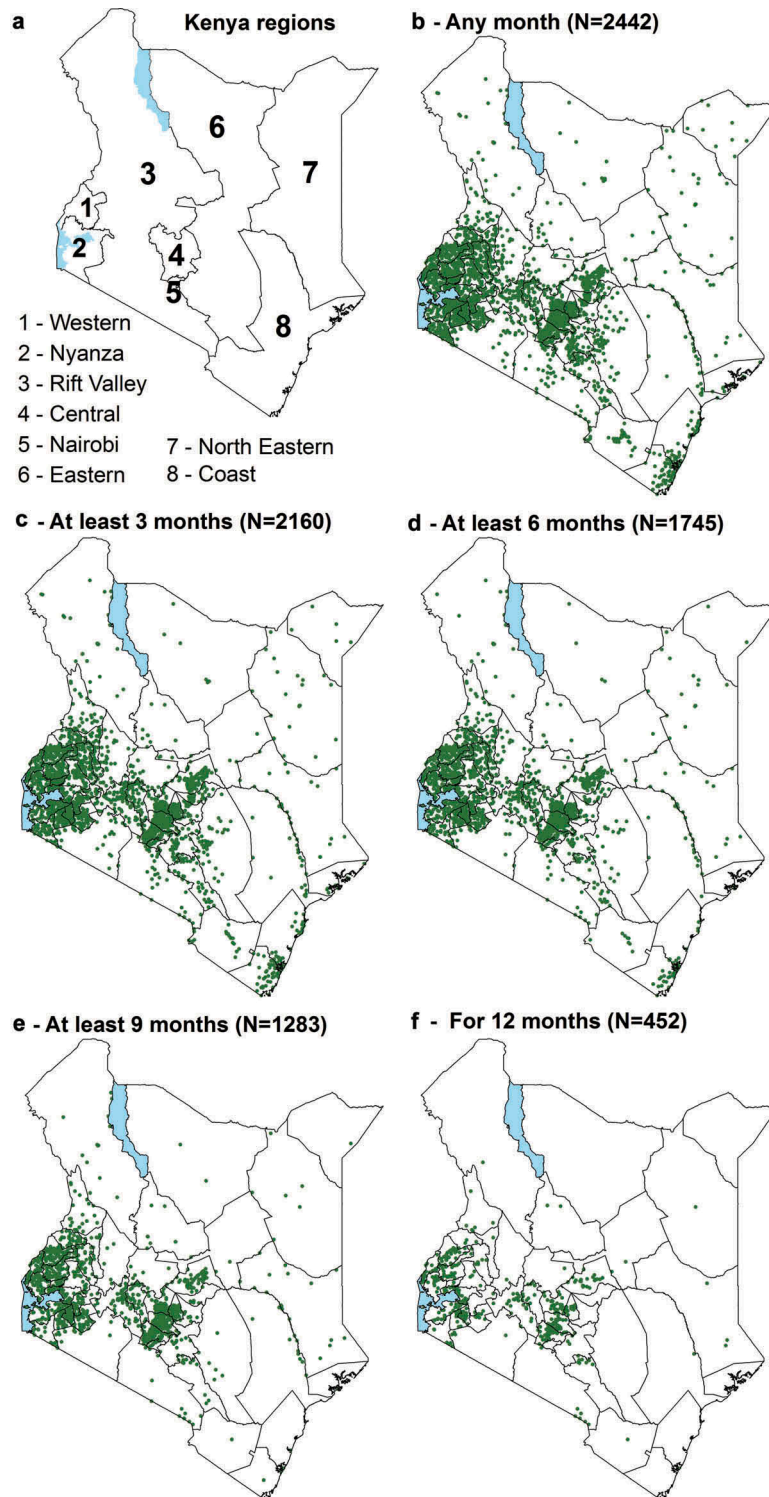 a Kenya regions
b - Any month (N=2442)
6
3
7
1
2
4
5
8
1 - Western
2 - Nyanza
3 - Rift Valley
4 - Central
5 - Nairobi
6 - Eastern
7 - North Eastern
8 - Coast
c - At least 3 months (N=2160)
d - At least 6 months (N=1745)
e - At least 9 months (N=1283)
f - For 12 months (N=452)